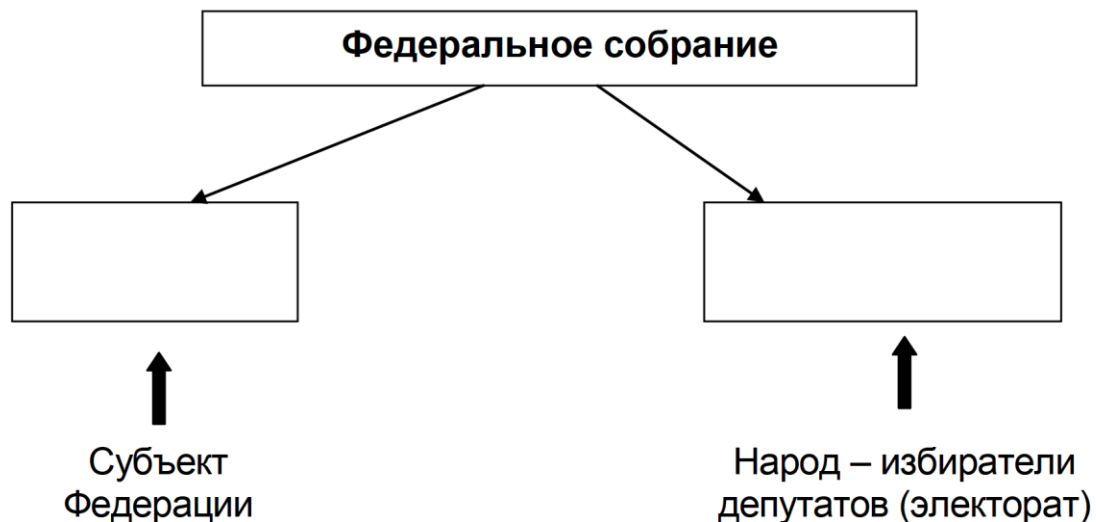 Федеральное собрание
Субъект
Федерации
Народ – избиратели
депутатов (электорат)